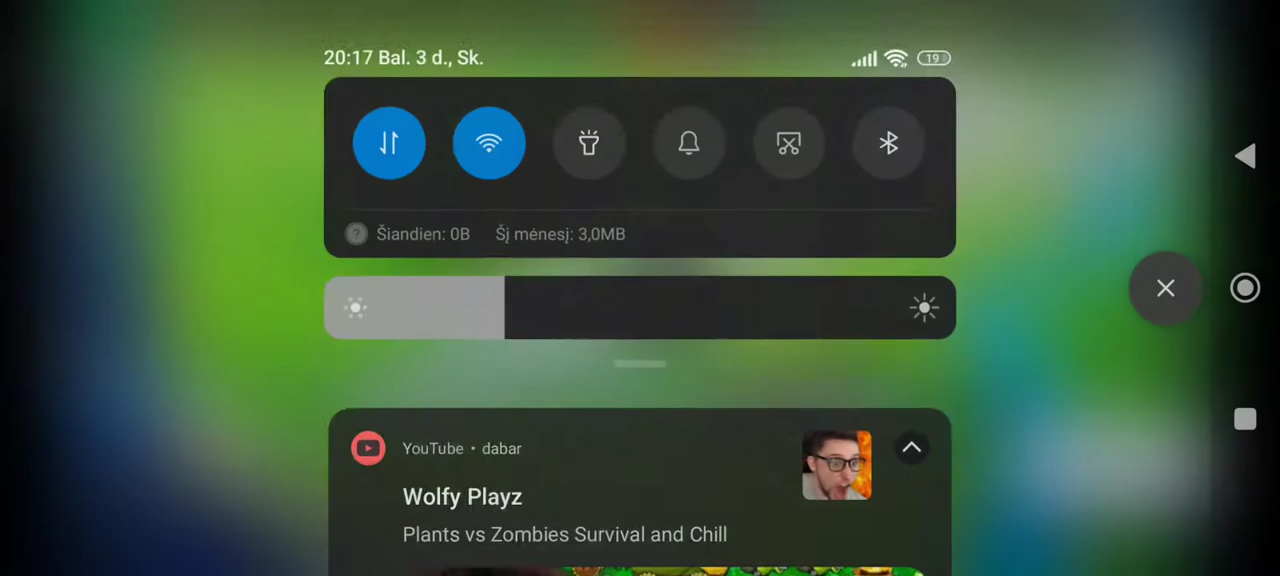 20:17 Bal. 3 d., Sk.
19
Šiandien: 0B Šį mėnesį: 3,0MB
YouTube • dabar
Wolfy Playz
Plants vs Zombies Survival and Chill